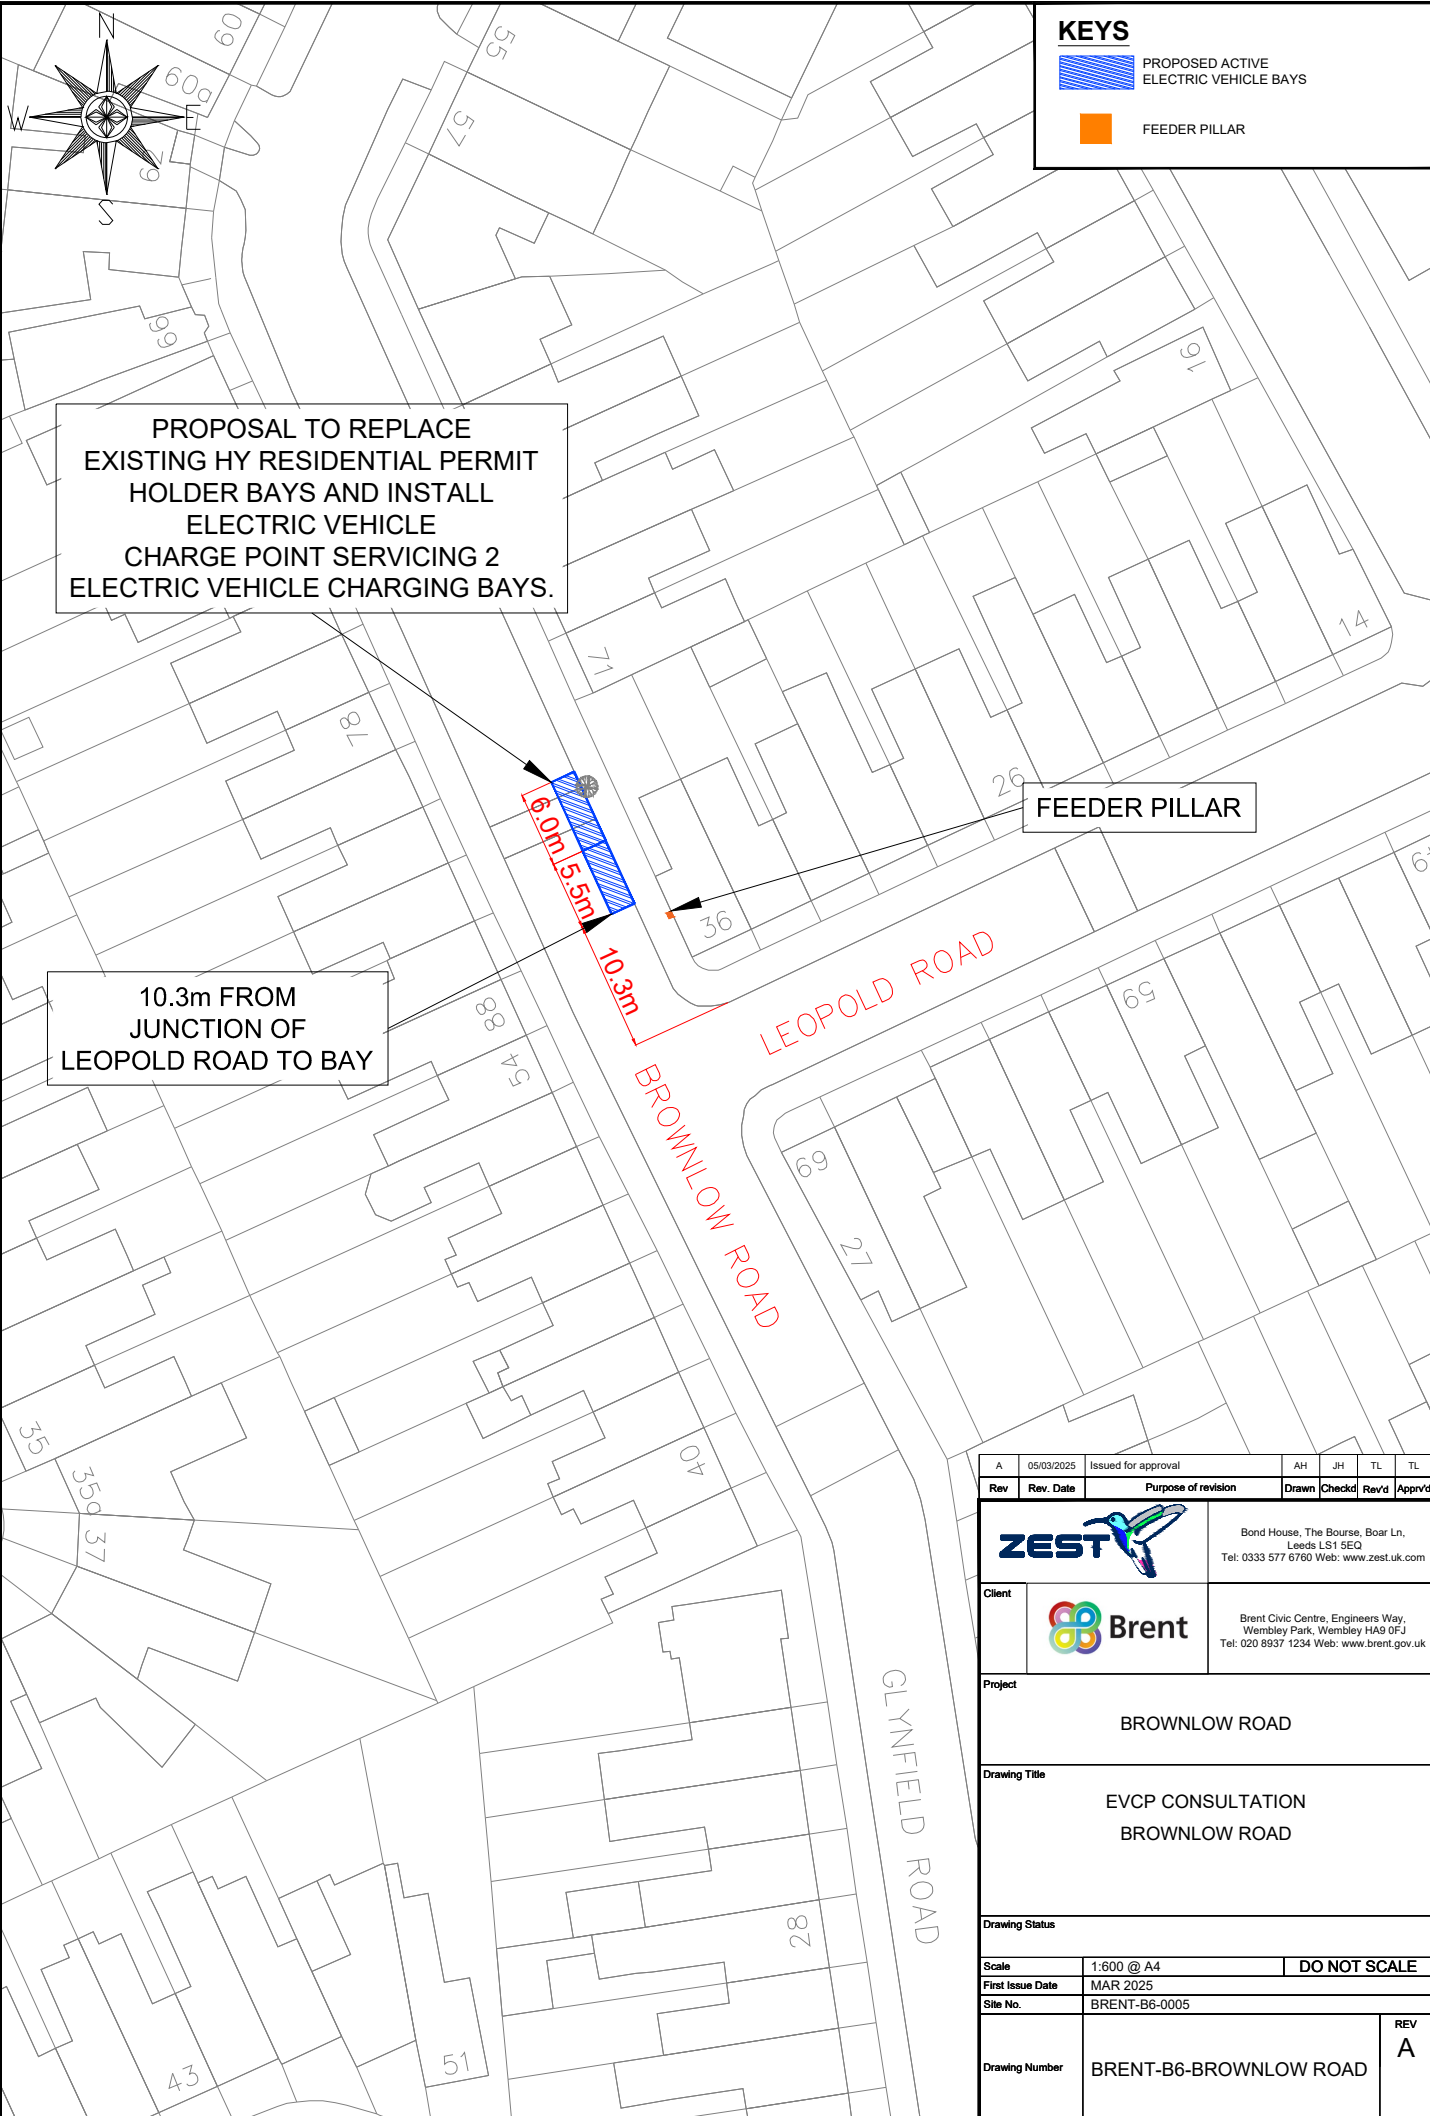 N
W
E
S
KEYS
PROPOSED ACTIVE
ELECTRIC VEHICLE BAYS
FEEDER PILLAR
60
60a
62
66
55
57
16
PROPOSAL TO REPLACE
EXISTING HY RESIDENTIAL PERMIT
HOLDER BAYS AND INSTALL
ELECTRIC VEHICLE
CHARGE POINT SERVICING 2
ELECTRIC VEHICLE CHARGING BAYS.
71
14
78
26
FEEDER PILLAR
6.0m
5.5m
10.3m
36
LEOPOLD ROAD
59
10.3m FROM
JUNCTION OF
LEOPOLD ROAD TO BAY
88
54
BROWNLOW ROAD
69
27
35
35a
37
40
GLYNFIELD ROAD
28
43
51
A 05/03/2025 Issued for approval AH JH TL TL
Rev Rev. Date Purpose of revision Drawn Checkd Rev'd Apprv'd
ZEST
Bond House, The Bourse, Boar Ln,
Leeds LS1 5EQ
Tel: 0333 577 6760 Web: www.zest.uk.com
Client
Brent
Brent Civic Centre, Engineers Way,
Wembley Park, Wembley HA9 0FJ
Tel: 020 8937 1234 Web: www.brent.gov.uk
Project
BROWNLOW ROAD
Drawing Title
EVCP CONSULTATION
BROWNLOW ROAD
Drawing Status
Scale 1:600 @ A4 DO NOT SCALE
First Issue Date MAR 2025
Site No. BRENT-B6-0005
Drawing Number BRENT-B6-BROWNLOW ROAD
REV
A